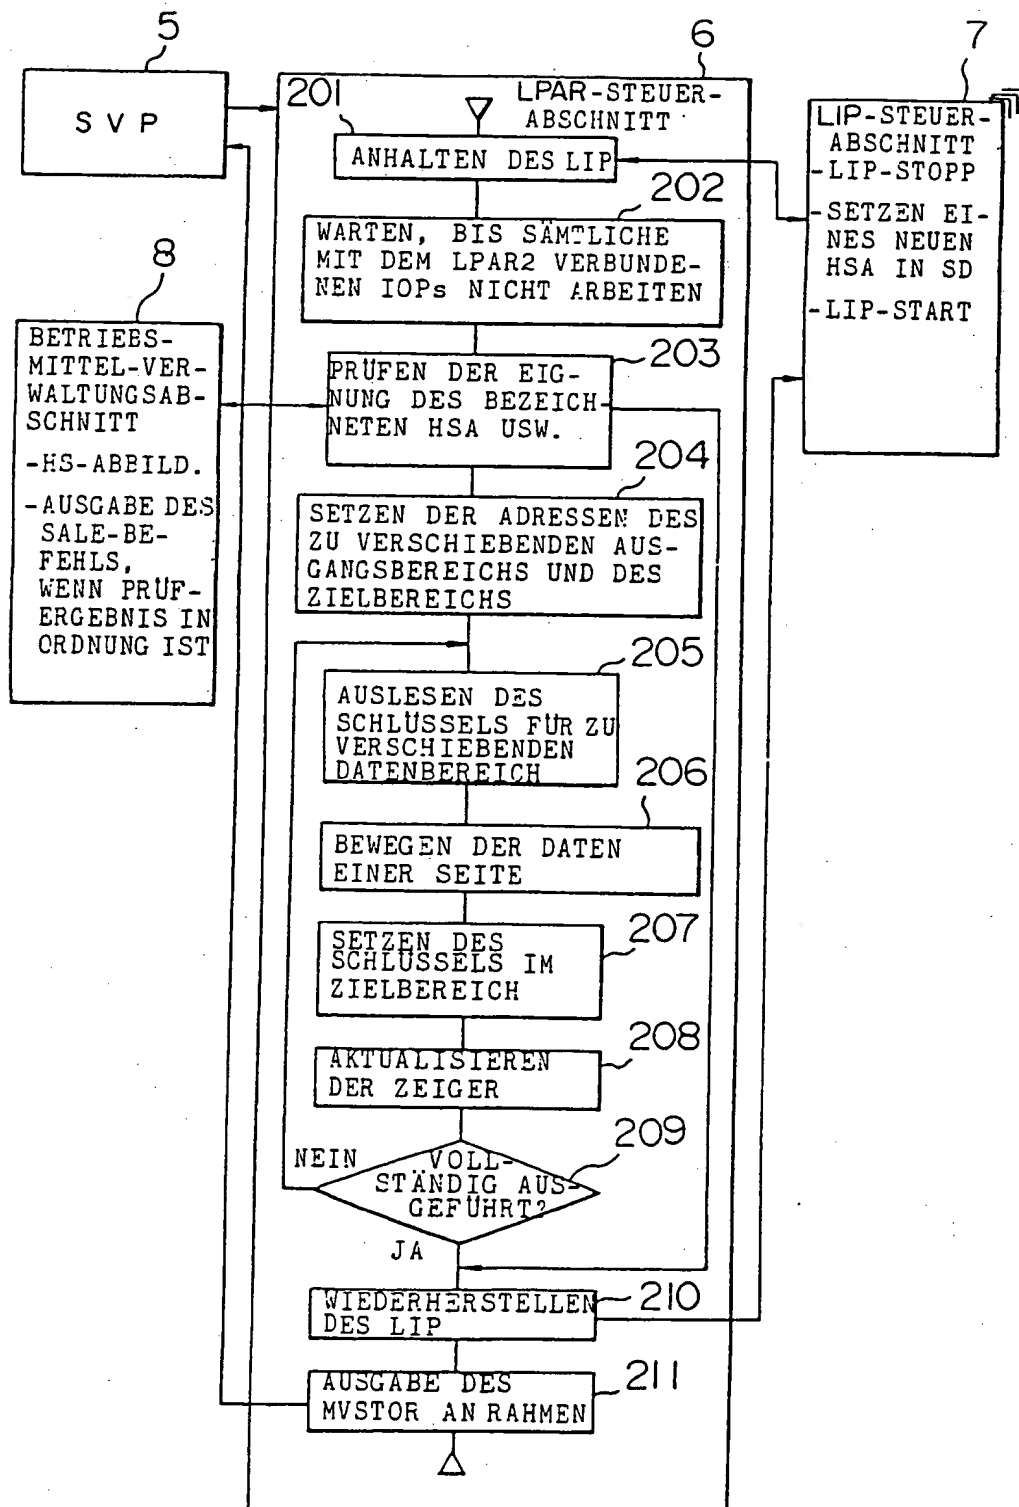 5
SVP
6
LPAR-STEUER-
ABSCHNITT
201
ANHALTEN DES LIP
202
WARTEN, BIS SÄMTLICHE
MIT DEM LPAR2 VERBUNDE-
NEN IOPs NICHT ARBEITEN
203
PRÜFEN DER EIG-
NUNG DES BEZEICH-
NETEN HSA USW.
204
SETZEN DER ADRESSEN DES
ZU VERSCHIEBENDEN AUS-
GANGSBEREICHS UND DES
ZIELBEREICHS
205
AUSLESEN DES
SCHLÜSSELS FÜR ZU
VERSCHIEBENDEN
DATENBEREICH
206
BEWEGEN DER DATEN
EINER SEITE
207
SETZEN DES
SCHLÜSSELS IM
ZIELBEREICH
208
AKTUALISIEREN
DER ZEIGER
209
NEIN
VOLL-
STÄNDIG AUS-
GEFÜHRT?
JA
210
WIEDERHERSTELLEN
DES LIP
211
AUSGABE DES
MVSTOR AN RAHMEN
7
LIP-STEUER-
ABSCHNITT
-LIP-STOPP
-SETZEN EI-
NES NEUEN
HSA IN SD
-LIP-START
8
BETRIEBS-
MITTEL-VER-
WALTUNGSAB-
SCHNITT
-HS-ABBILD.
-AUSGABE DES
SALE-BE-
FEHLS,
WENN PRÜF-
ERGEBNIS IN
ORDNUNG IST